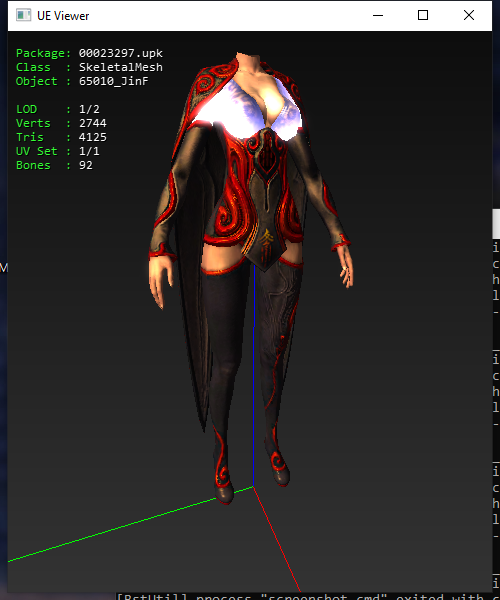 UE Viewer
Package: 00023297.upk
Class  : SkeletalMesh
Object : 65010_JinF
LOD    : 1/2
Verts  : 2744
Tris   : 4125
UV Set : 1/1
Bones  : 92
M
i
c
h
l
-
i
c
h
l
-
i
c
h
l
-
i
[BstUtil] process "screenshot.cmd" exited with c